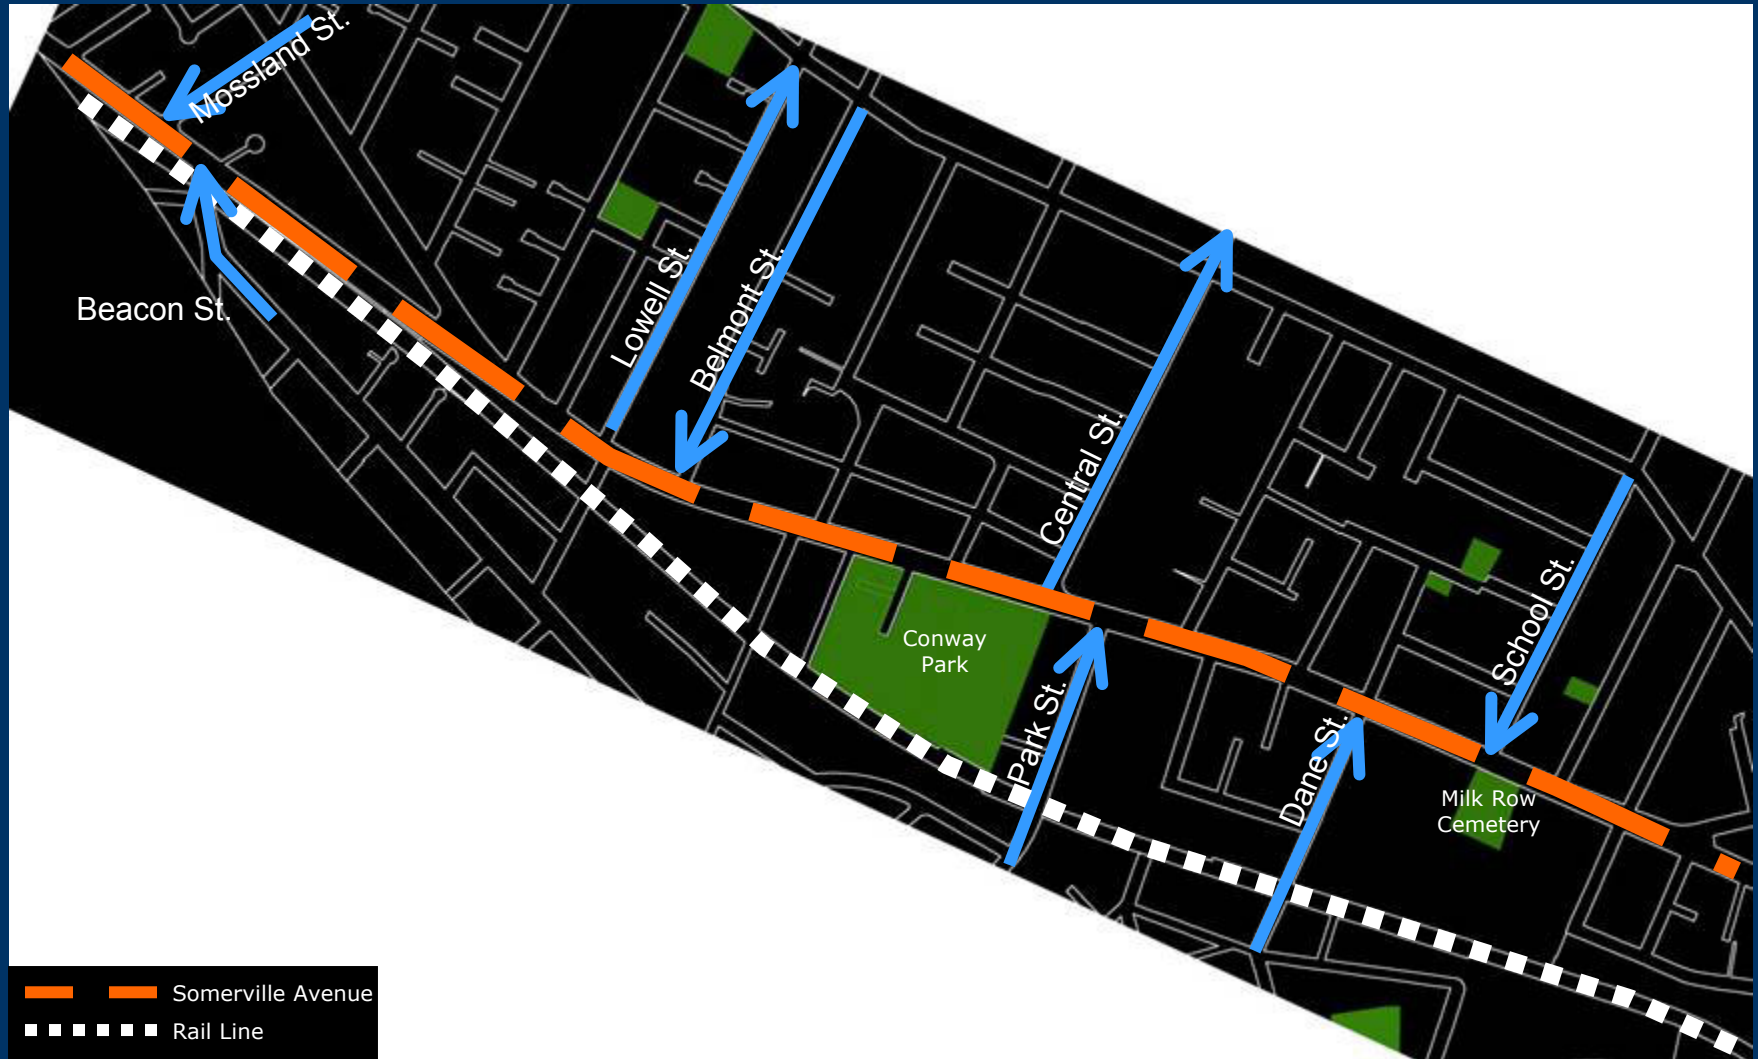 Mossland St.
Beacon St.
Lowell St.
Belmont St.
Central St.
School St.
Conway
Park
Park St.
Dane St.
Milk Row
Cemetery
Somerville Avenue
Rail Line